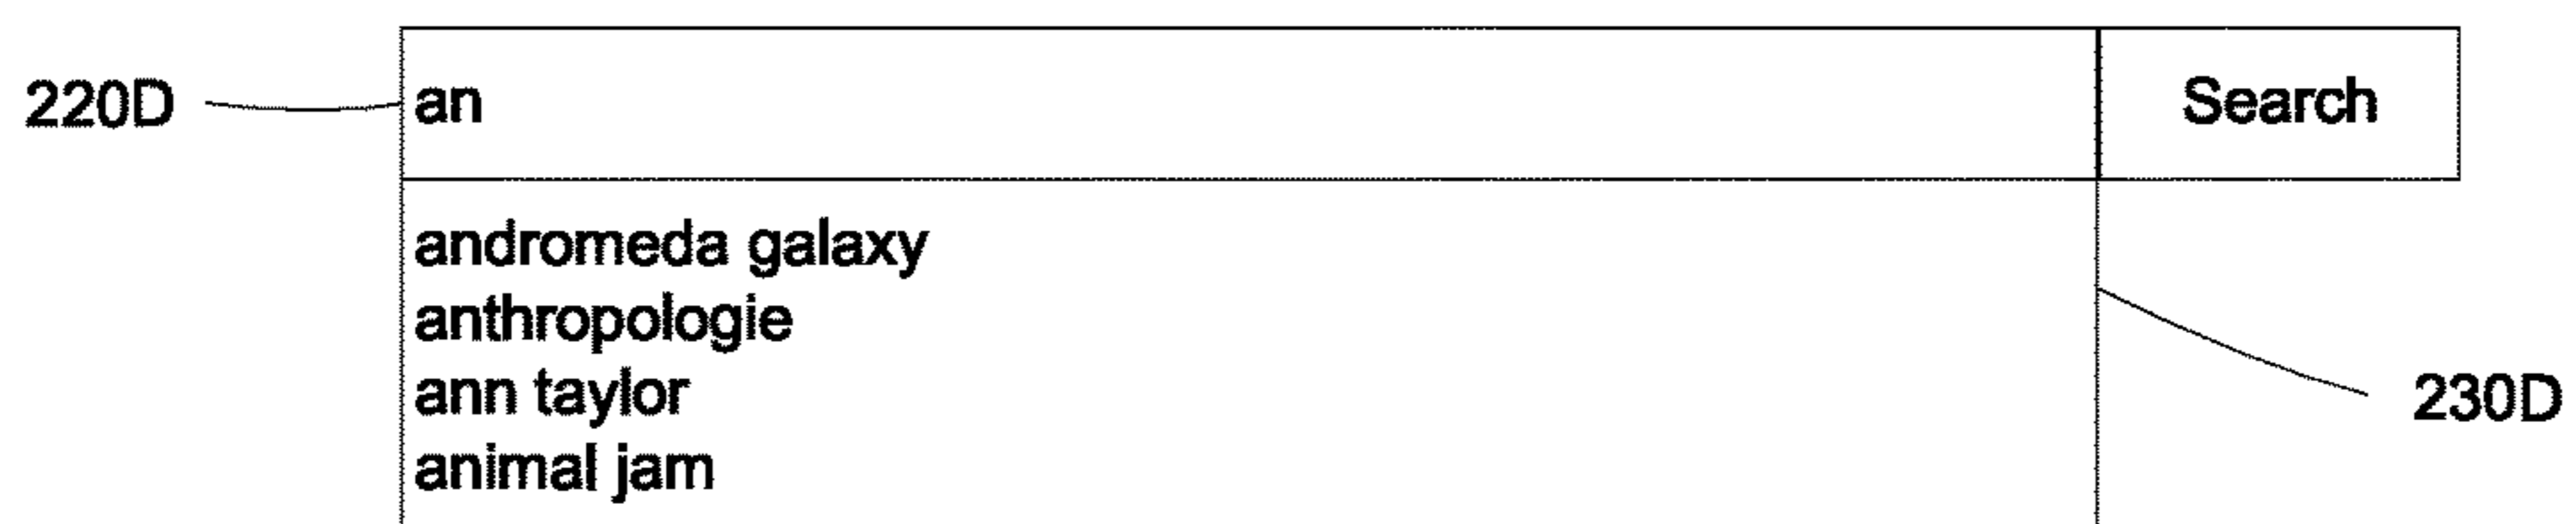 220D an Search
andromeda galaxy
anthropologie
ann taylor
230D
animal jam